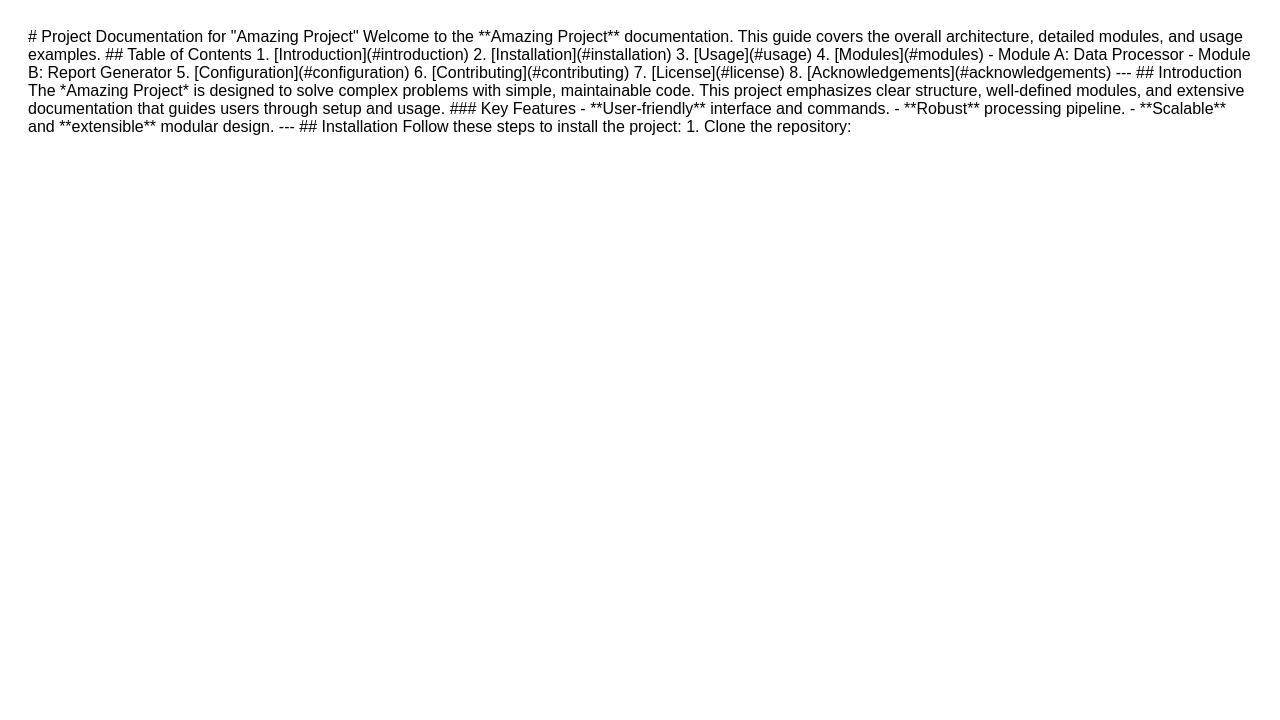 # Project Documentation for "Amazing Project" Welcome to the **Amazing Project** documentation. This guide covers the overall architecture, detailed modules, and usage
examples. ## Table of Contents 1. [Introduction](#introduction) 2. [Installation](#installation) 3. [Usage](#usage) 4. [Modules](#modules) - Module A: Data Processor - Module
B: Report Generator 5. [Configuration](#configuration) 6. [Contributing](#contributing) 7. [License](#license) 8. [Acknowledgements](#acknowledgements) --- ## Introduction
The *Amazing Project* is designed to solve complex problems with simple, maintainable code. This project emphasizes clear structure, well-defined modules, and extensive
documentation that guides users through setup and usage. ### Key Features - **User-friendly** interface and commands. - **Robust** processing pipeline. - **Scalable**
and **extensible** modular design. --- ## Installation Follow these steps to install the project: 1. Clone the repository: